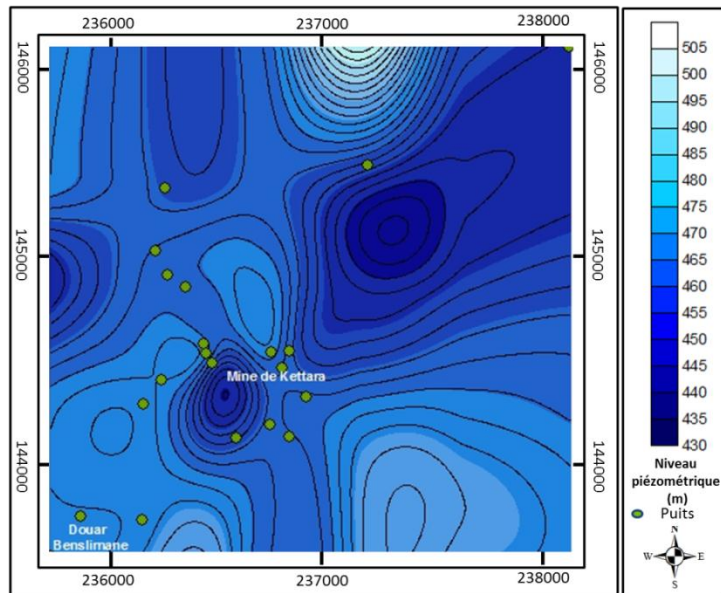 236000 237000 238000
146000 146000
145000 145000
144000 144000
Mine de Kettara
Douar
Benslimane
236000 237000 238000
505
500
495
490
485
480
475
470
465
460
455
450
445
440
435
430
Niveau
piézométrique
(m)
Puits
N
W E
S